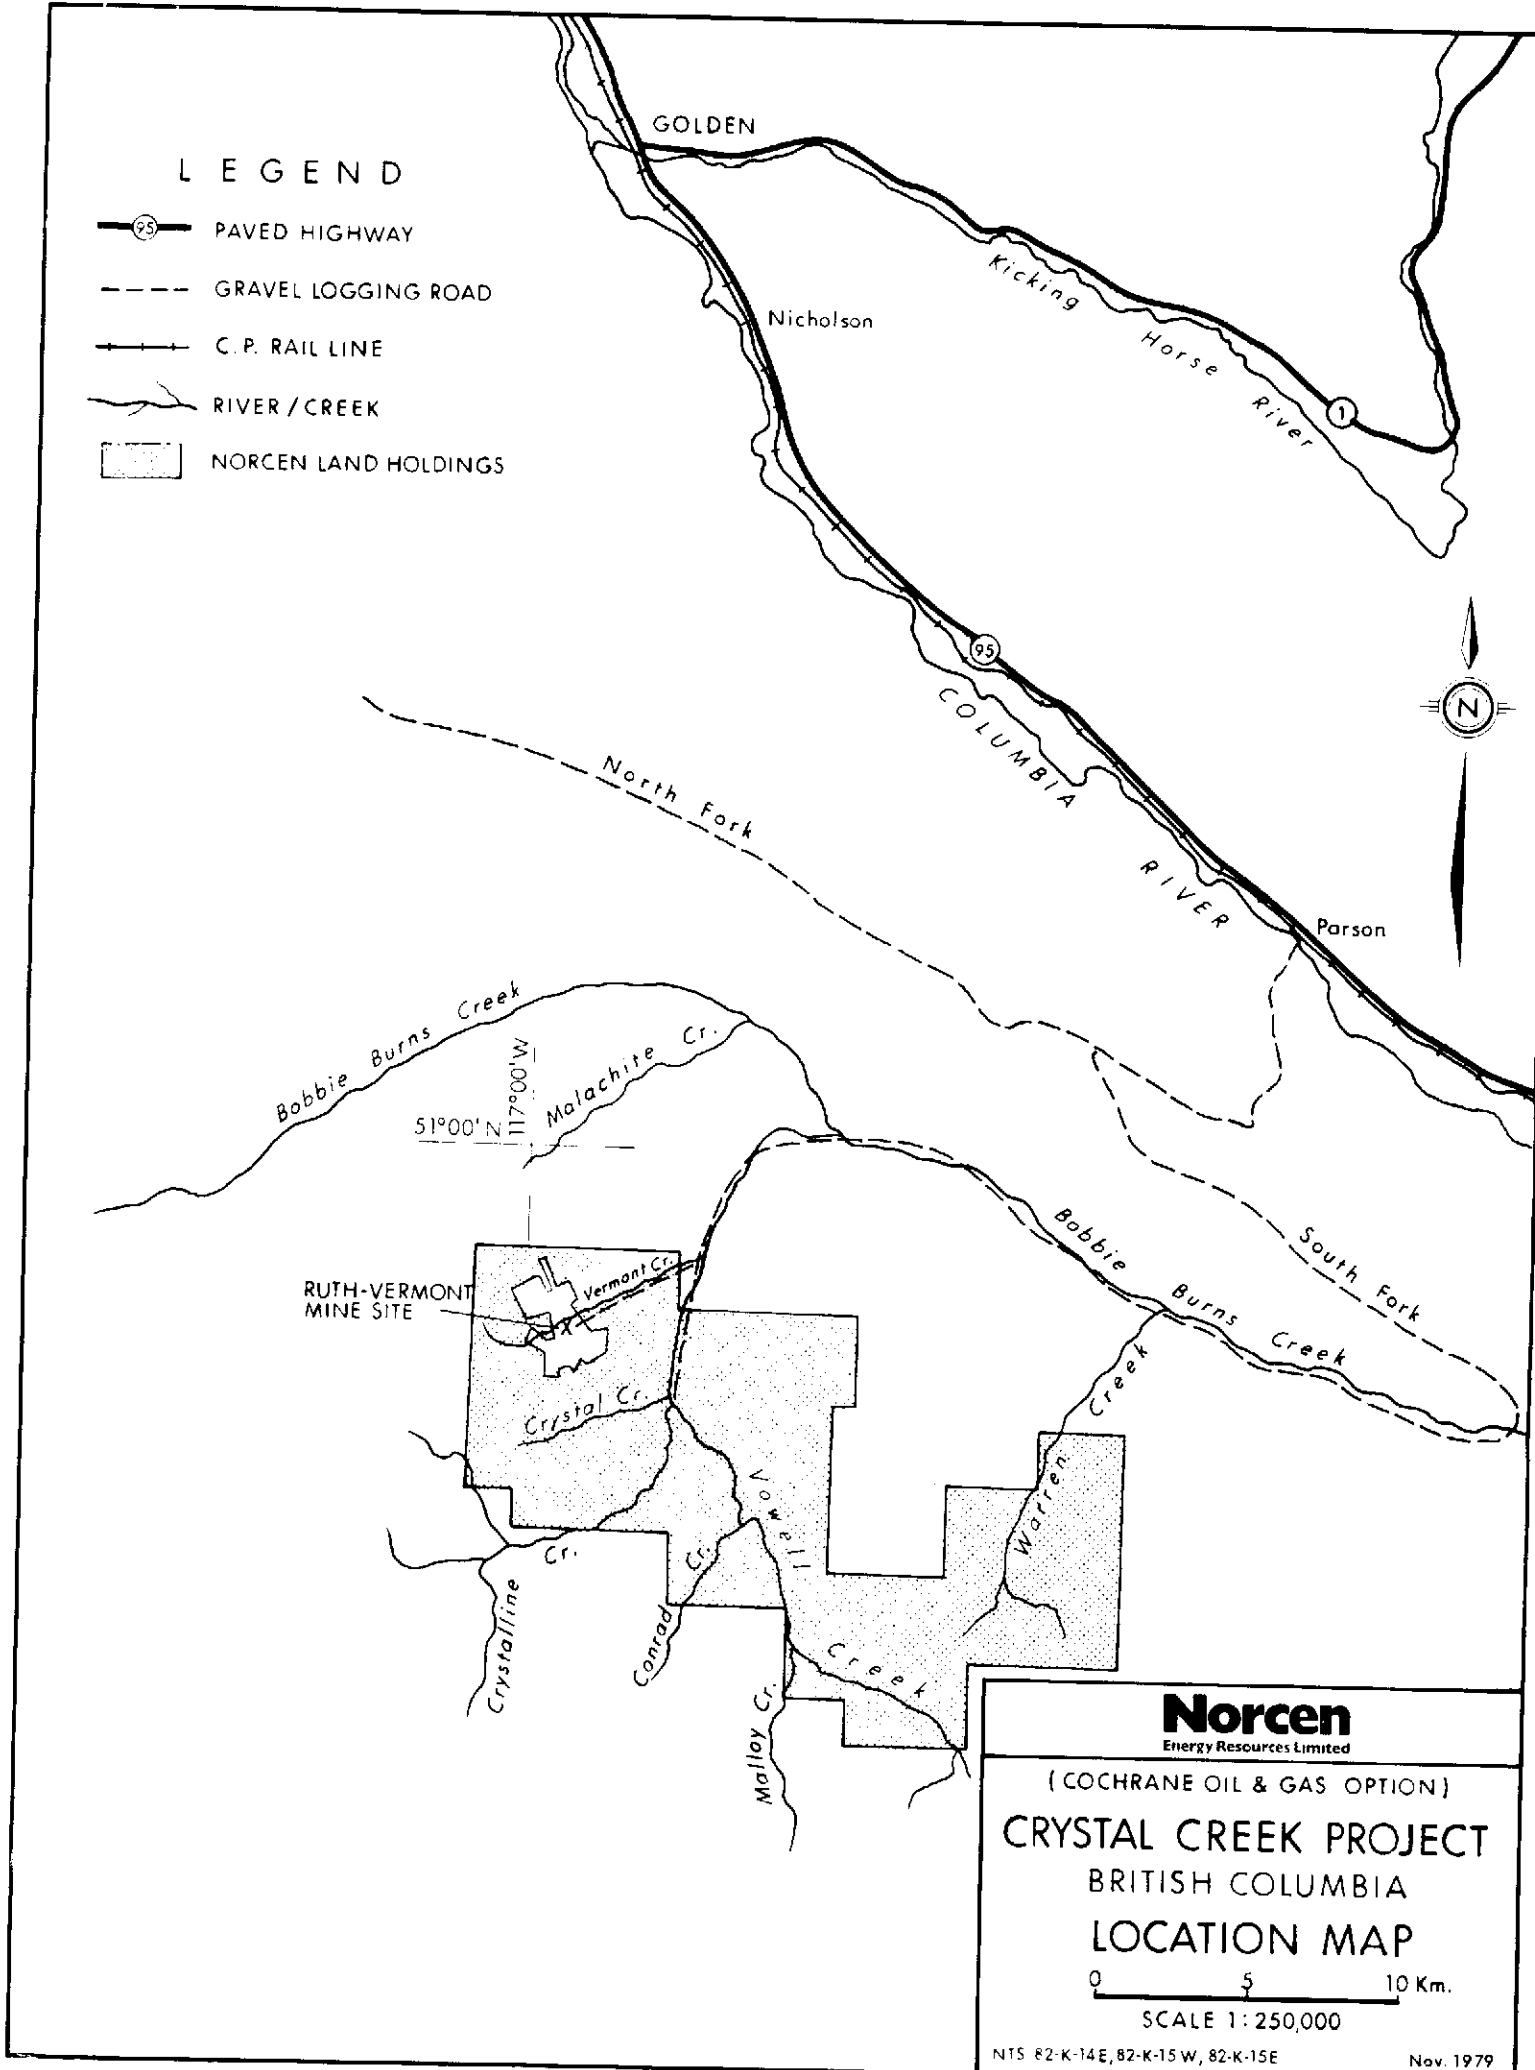 GOLDEN
L E G E N D
95 PAVED HIGHWAY
GRAVEL LOGGING ROAD
C.P. RAIL LINE
RIVER / CREEK
NORCEN LAND HOLDINGS
Nicholson
Kicking Horse River
1
95
N
COLUMBIA RIVER
North Fork
Parson
Bobbie Burns Creek
Malachite Cr.
117°00'W
51°00'N
Bobbie Burns Creek
South Fork
RUTH-VERMONT
MINE SITE
Vermont Cr.
X
Crystal Cr.
Warren Creek
Vowell Creek
Crystalline Cr.
Conrad Cr.
Malloy Cr.
Norcen
Energy Resources Limited
(COCHRANE OIL & GAS OPTION)
CRYSTAL CREEK PROJECT
BRITISH COLUMBIA
LOCATION MAP
0 5 10 Km.
SCALE 1:250,000
NTS 82-K-14E, 82-K-15W, 82-K-15E Nov. 1979